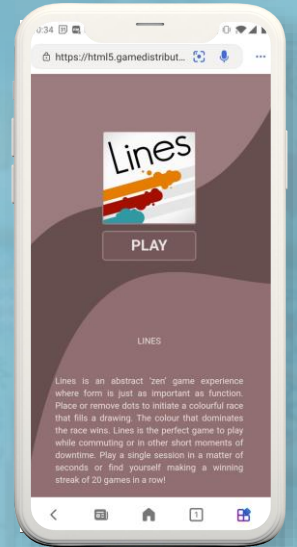 0:34
https://html5.gamedistribut...
Lines
PLAY
LINES
Lines is an abstract 'zen' game experience
where form is just as important as function.
Place or remove dots to initiate a colourful race
that fills a drawing. The colour that dominates
the race wins. Lines is the perfect game to play
while commuting or in other short moments of
downtime. Play a single session in a matter of
seconds or find yourself making a winning
streak of 20 games in a row!
1